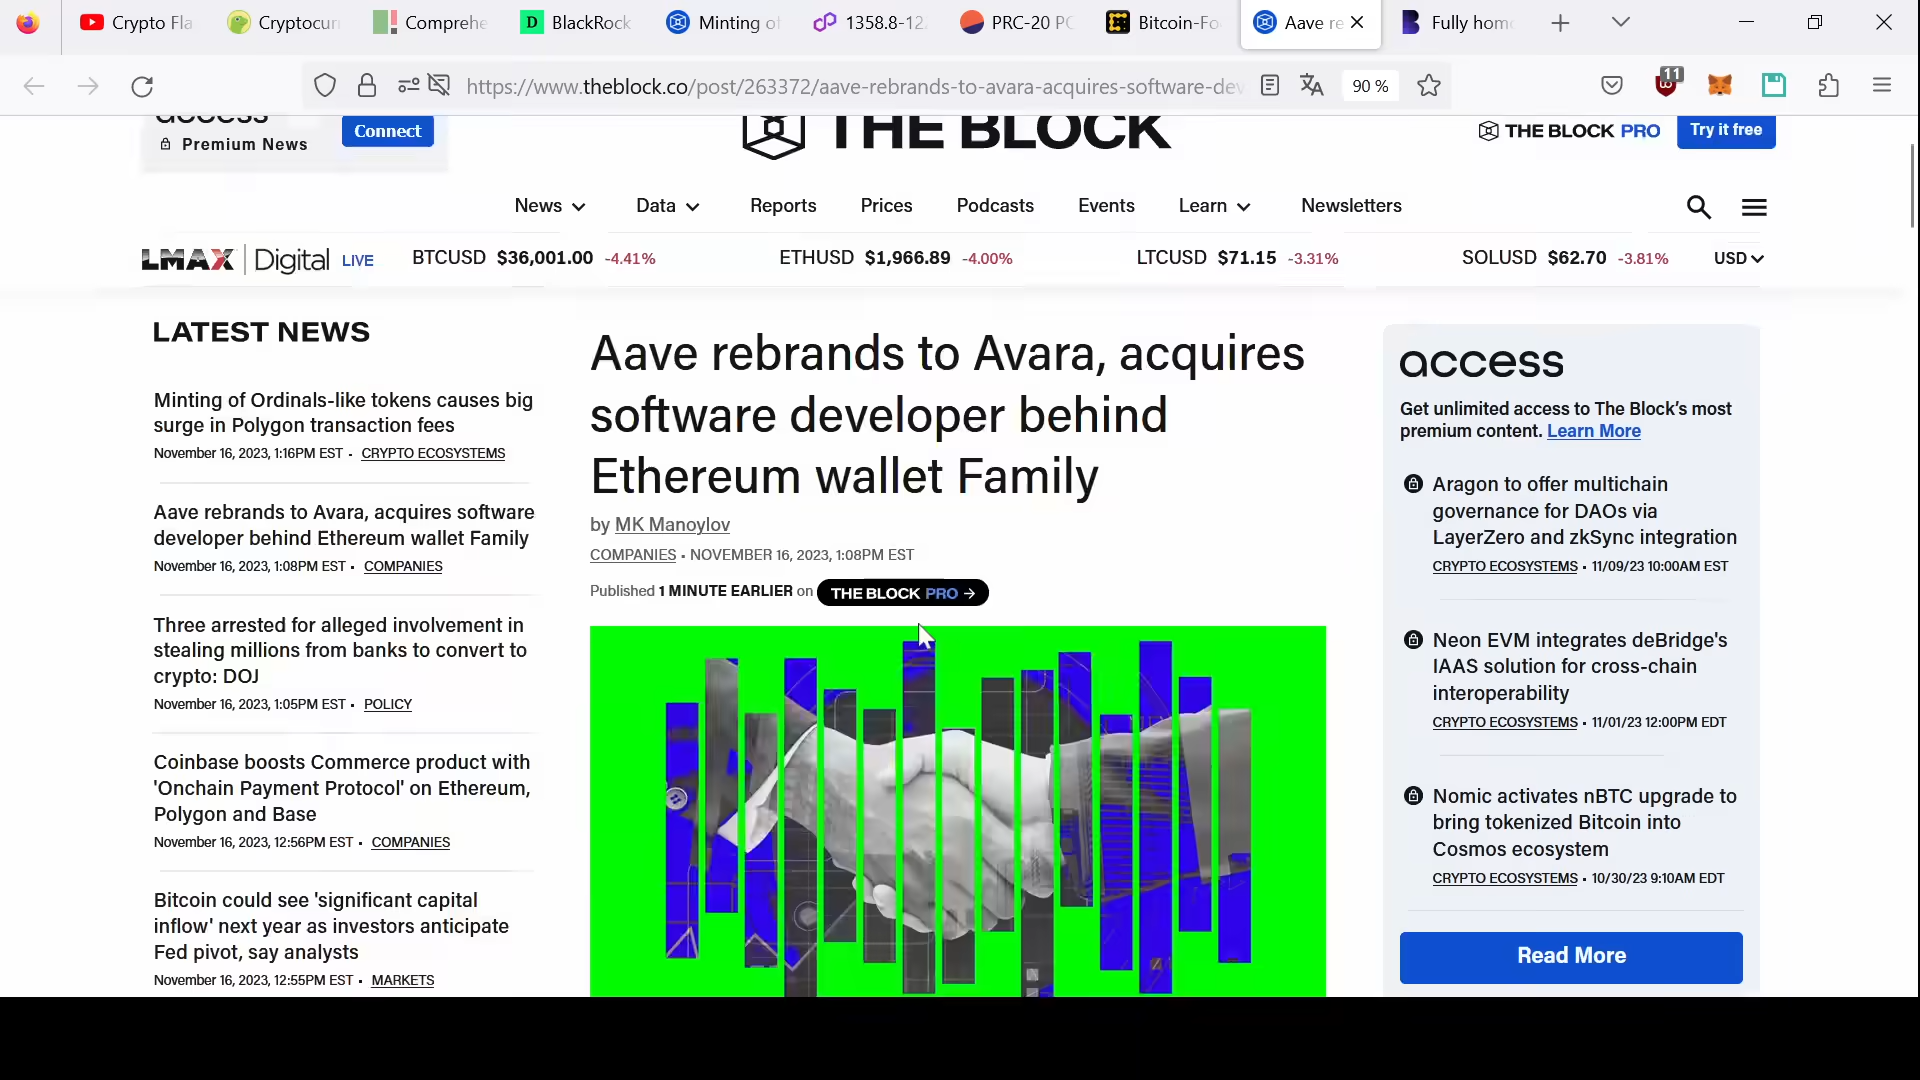 Crypto Fla
Cryptocurr
Comprehe
BlackRock
Minting of
1358.8-12
PRC-20 PO
Bitcoin-Fo
Aave re
Fully homo
https://www.theblock.co/post/263372/aave-rebrands-to-avara-acquires-software-dev
90 %
11
access
Premium News
Connect
THE BLOCK
THE BLOCK PRO
Try it free
News
Data
Reports
Prices
Podcasts
Events
Learn
Newsletters
LMAX Digital LIVE
BTCUSD $36,001.00 -4.41%
ETHUSD $1,966.89 -4.00%
LTCUSD $71.15 -3.31%
SOLUSD $62.70 -3.81%
USD
LATEST NEWS
Minting of Ordinals-like tokens causes big
surge in Polygon transaction fees
November 16, 2023, 1:16PM EST • CRYPTO ECOSYSTEMS
Aave rebrands to Avara, acquires software
developer behind Ethereum wallet Family
November 16, 2023, 1:08PM EST • COMPANIES
Three arrested for alleged involvement in
stealing millions from banks to convert to
crypto: DOJ
November 16, 2023, 1:05PM EST • POLICY
Coinbase boosts Commerce product with
'Onchain Payment Protocol' on Ethereum,
Polygon and Base
November 16, 2023, 12:56PM EST • COMPANIES
Bitcoin could see 'significant capital
inflow' next year as investors anticipate
Fed pivot, say analysts
November 16, 2023, 12:55PM EST • MARKETS
Aave rebrands to Avara, acquires
software developer behind
Ethereum wallet Family
by MK Manoylov
COMPANIES • NOVEMBER 16, 2023, 1:08PM EST
Published 1 MINUTE EARLIER on THE BLOCK PRO →
access
Get unlimited access to The Block's most
premium content. Learn More
Aragon to offer multichain
governance for DAOs via
LayerZero and zkSync integration
CRYPTO ECOSYSTEMS • 11/09/23 10:00AM EST
Neon EVM integrates deBridge's
IAAS solution for cross-chain
interoperability
CRYPTO ECOSYSTEMS • 11/01/23 12:00PM EDT
Nomic activates nBTC upgrade to
bring tokenized Bitcoin into
Cosmos ecosystem
CRYPTO ECOSYSTEMS • 10/30/23 9:10AM EDT
Read More